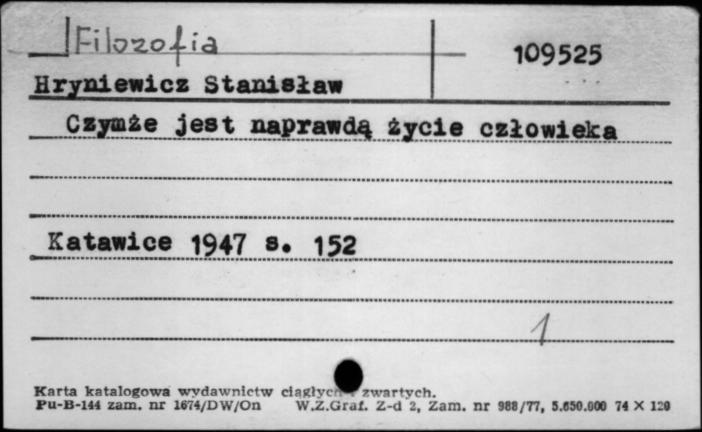 Filozofia 109525
Hryniewicz Stanisław
Czymże jest naprawdą życie człowieka
Katawice 1947 s. 152
1
Karta katalogowa wydawnictw ciągłych i zwartych.
Pu-B-144 zam. nr 1674/DW/On W.Z.Graf. Z-d 2, Zam. nr 988/77, 5.650.000 74 X 120